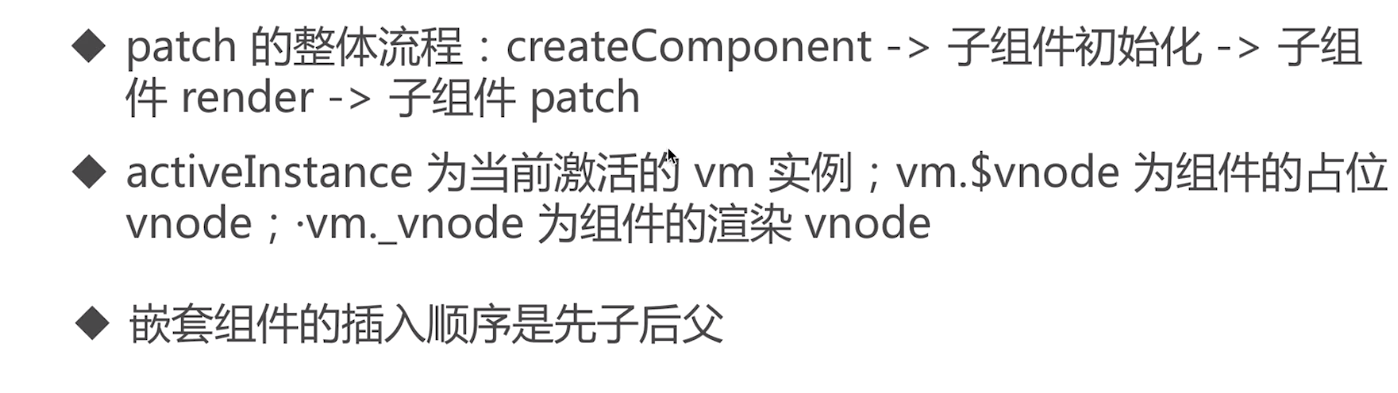 ◆ patch 的整体流程：createComponent -> 子组件初始化 -> 子组
件 render -> 子组件 patch
◆ activeInstance 为当前激活的 vm 实例；vm.$vnode 为组件的占位
vnode；·vm._vnode 为组件的渲染 vnode
◆ 嵌套组件的插入顺序是先子后父